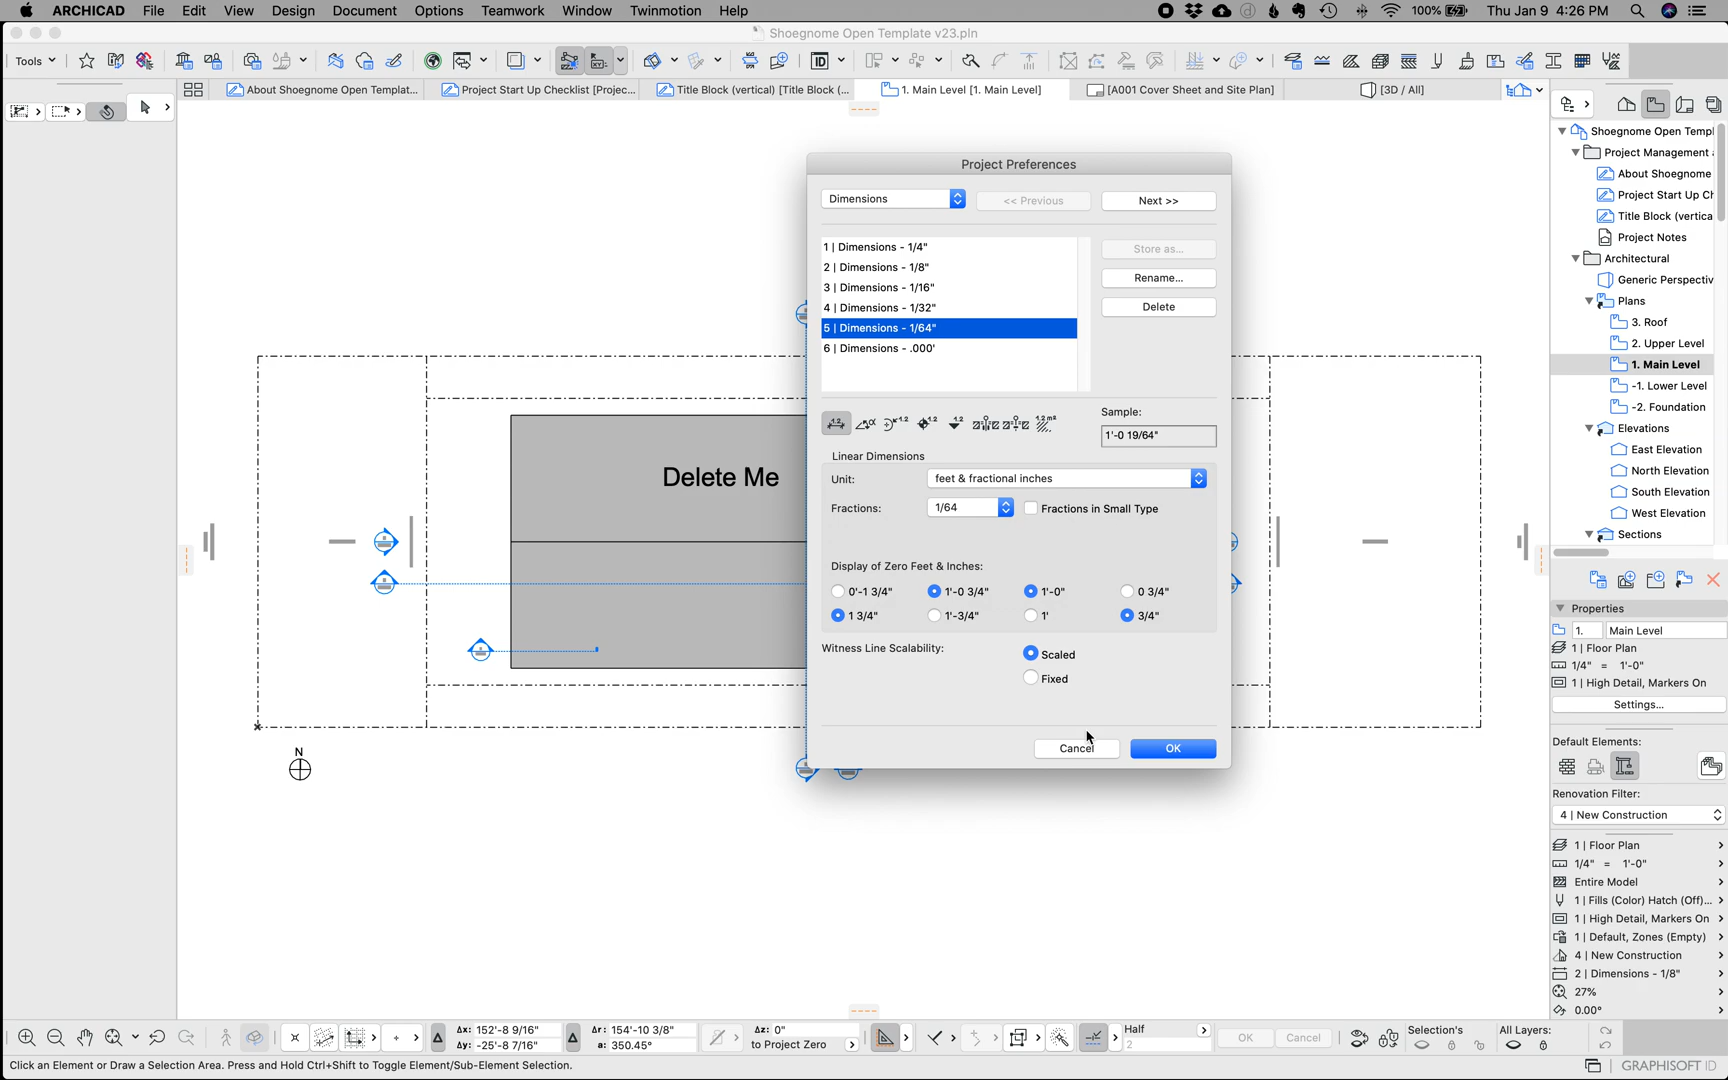 ARCHICAD File Edit View Design Document Options Teamwork Window Twinmotion Help
100% Thu Jan 9 4:26 PM
Shoegnome Open Template v23.pln
Tools
About Shoegnome Open Templat...
Project Start Up Checklist [Projec...
Title Block (vertical) [Title Block (...
1. Main Level [1. Main Level]
[A001 Cover Sheet and Site Plan]
[3D / All]
Project Preferences
Dimensions
<< Previous
Next >>
1 | Dimensions - 1/4"
2 | Dimensions - 1/8"
3 | Dimensions - 1/16"
4 | Dimensions - 1/32"
5 | Dimensions - 1/64"
6 | Dimensions - .000'
Store as...
Rename...
Delete
Sample:
1'-0 19/64"
Linear Dimensions
Unit:
feet & fractional inches
Fractions:
1/64
Fractions in Small Type
Display of Zero Feet & Inches:
0'-1 3/4" 1'-0 3/4" 1'-0" 0 3/4"
1 3/4" 1'-3/4" 1' 3/4"
Witness Line Scalability:
Scaled
Fixed
Cancel
OK
Delete Me
N
Shoegnome Open Templ
Project Management
About Shoegnome
Project Start Up Ch
Title Block (vertica
Project Notes
Architectural
Generic Perspectiv
Plans
3. Roof
2. Upper Level
1. Main Level
-1. Lower Level
-2. Foundation
Elevations
East Elevation
North Elevation
South Elevation
West Elevation
Sections
Properties
1. Main Level
1 | Floor Plan
1/4" = 1'-0"
1 | High Detail, Markers On
Settings...
Default Elements:
Renovation Filter:
4 | New Construction
1 | Floor Plan
1/4" = 1'-0"
Entire Model
1 | Fills (Color) Hatch (Off)...
1 | High Detail, Markers On
1 | Default, Zones (Empty)
4 | New Construction
2 | Dimensions - 1/8"
27%
0.00°
Δx: 152'-8 9/16"
Δy: -25'-8 7/16"
Δr: 154'-10 3/8"
a: 350.45°
Δz: 0"
to Project Zero
Half
2
OK
Cancel
Selection's
All Layers:
Click an Element or Draw a Selection Area. Press and Hold Ctrl+Shift to Toggle Element/Sub-Element Selection.
GRAPHISOFT ID